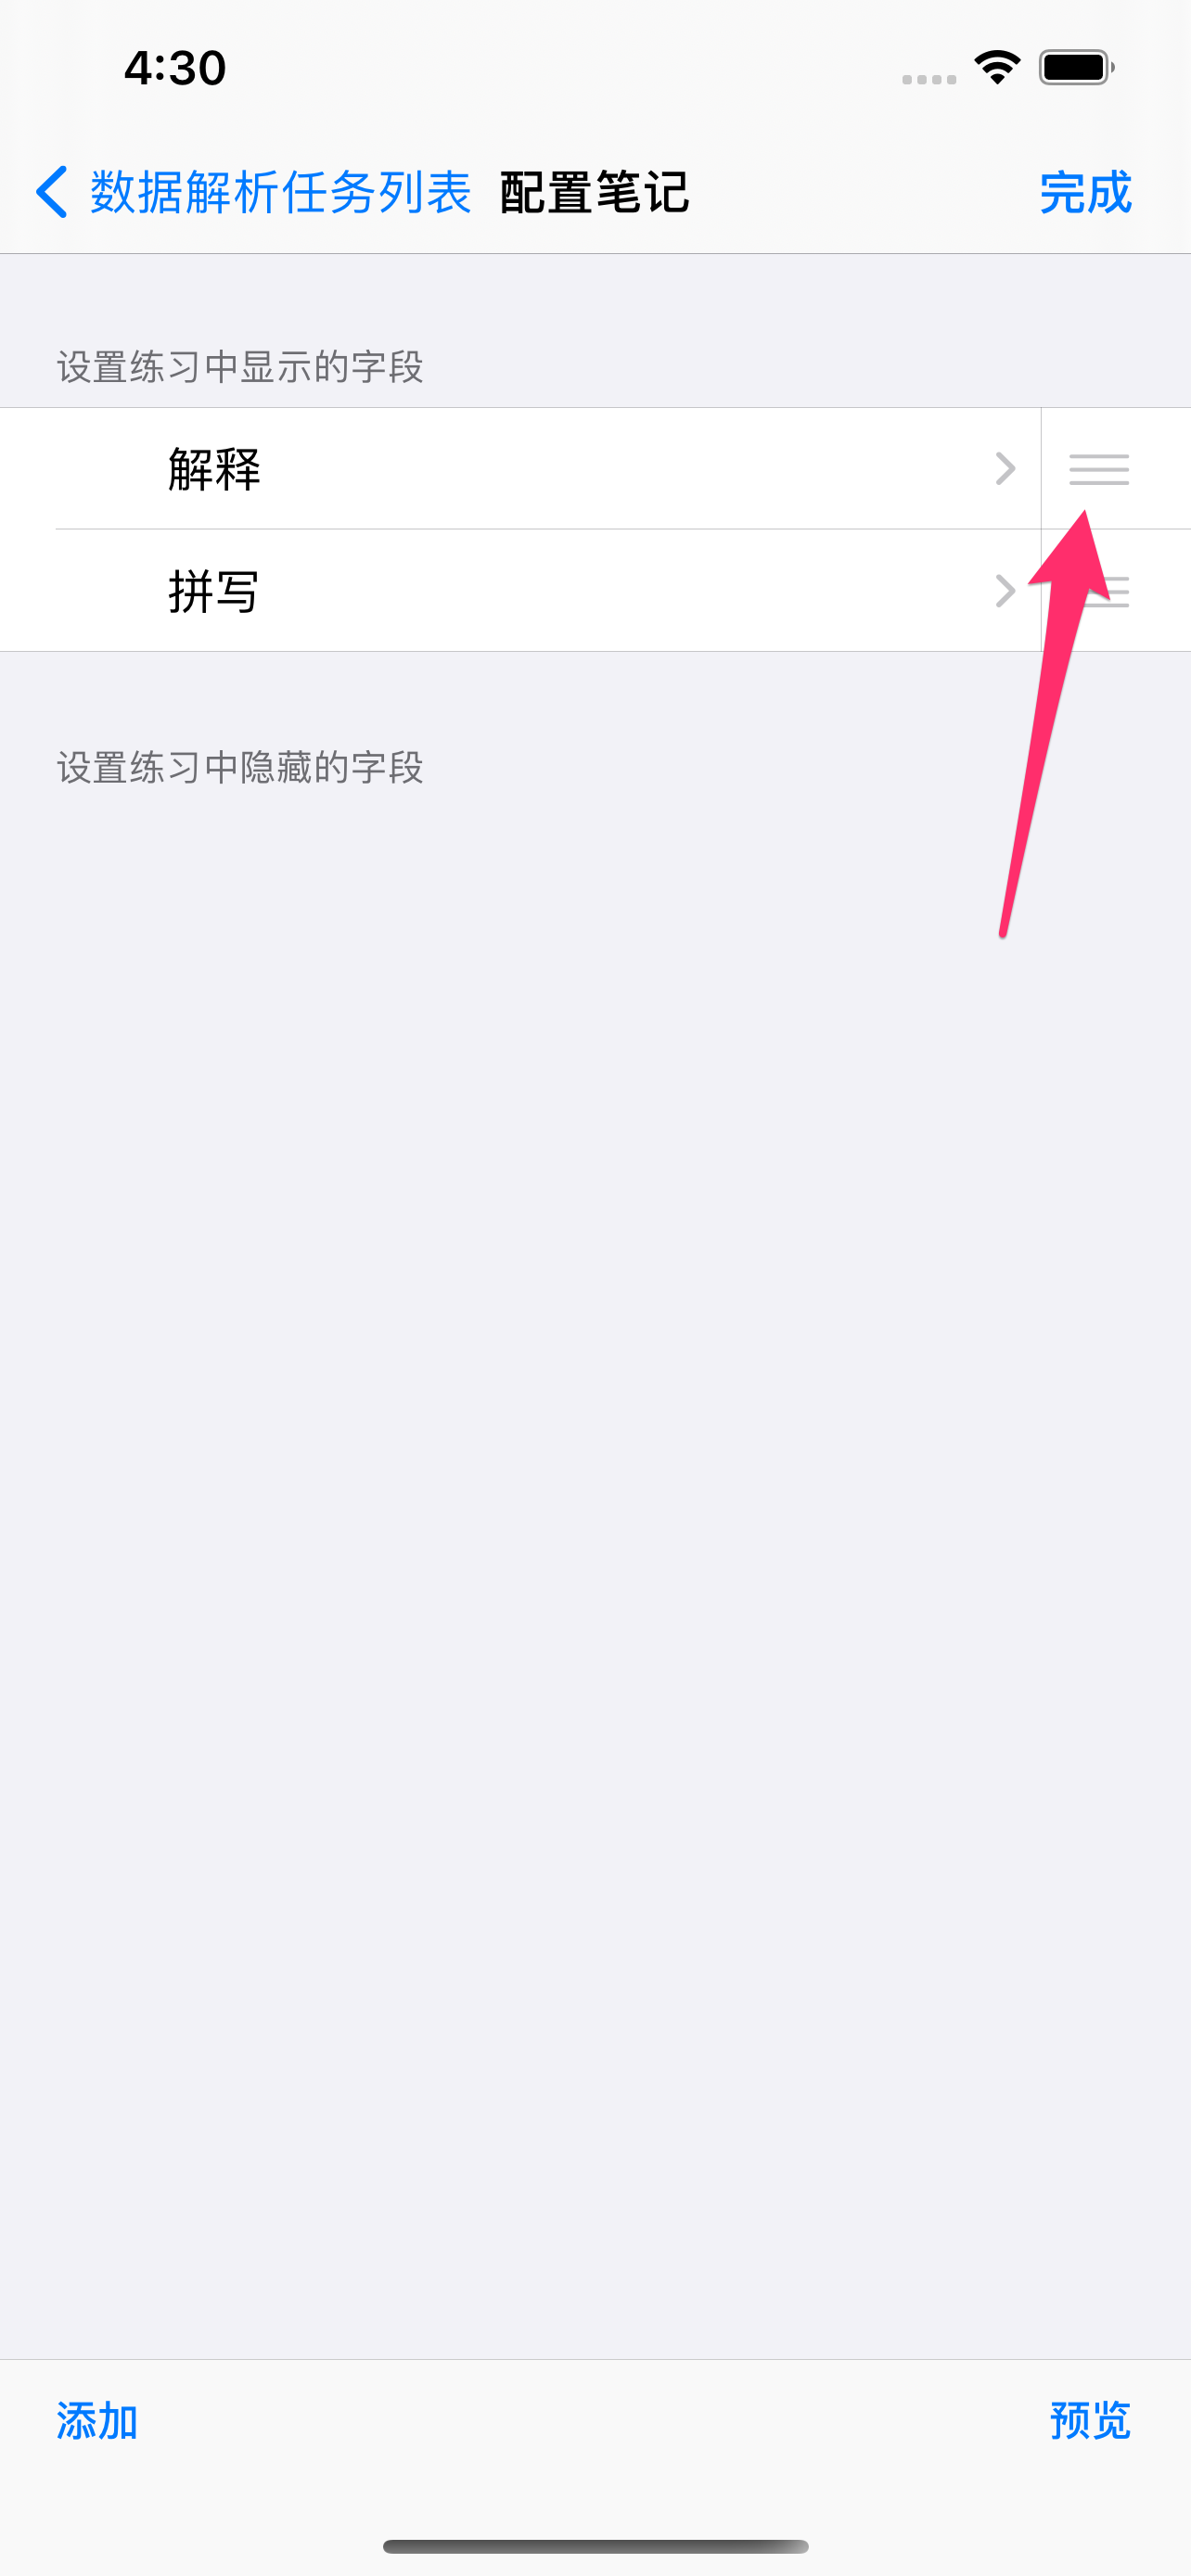 4:30
数据解析任务列表 配置笔记 完成
设置练习中显示的字段
解释
拼写
设置练习中隐藏的字段
添加 预览